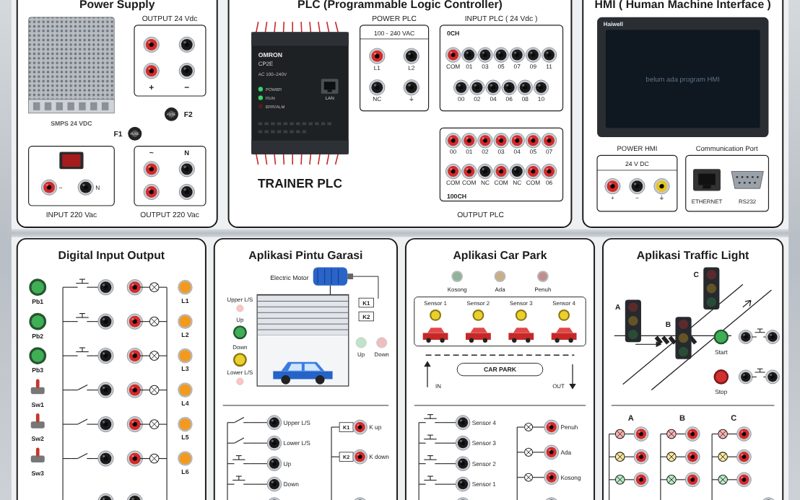 Power Supply
PLC (Programmable Logic Controller)
HMI ( Human Machine Interface )
OUTPUT 24 Vdc
+ −
SMPS 24 VDC
F2
F1
− N
− N
INPUT 220 Vac
OUTPUT 220 Vac
POWER PLC
100 - 240 VAC
L1 L2
NC
INPUT PLC ( 24 Vdc )
0CH
COM 01 03 05 07 09 11
00 02 04 06 08 10
OMRON
CP2E
AC 100–240V
POWER
RUN
ERR/ALM
LAN
TRAINER PLC
00 01 02 03 04 05 07
COM COM NC COM NC COM 06
100CH
OUTPUT PLC
Haiwell
belum ada program HMI
POWER HMI
24 V DC
+ −
Communication Port
ETHERNET
RS232
Digital Input Output
Pb1
Pb2
Pb3
Sw1
Sw2
Sw3
L1
L2
L3
L4
L5
L6
Aplikasi Pintu Garasi
Electric Motor
Upper L/S
Up
Down
Lower L/S
K1
K2
Up Down
Upper L/S
Lower L/S
Up
Down
K1 K up
K2 K down
Aplikasi Car Park
Kosong Ada Penuh
Sensor 1 Sensor 2 Sensor 3 Sensor 4
CAR PARK
IN
OUT
Sensor 4
Sensor 3
Sensor 2
Sensor 1
Penuh
Ada
Kosong
Aplikasi Traffic Light
C
A
B
Start
Stop
A B C